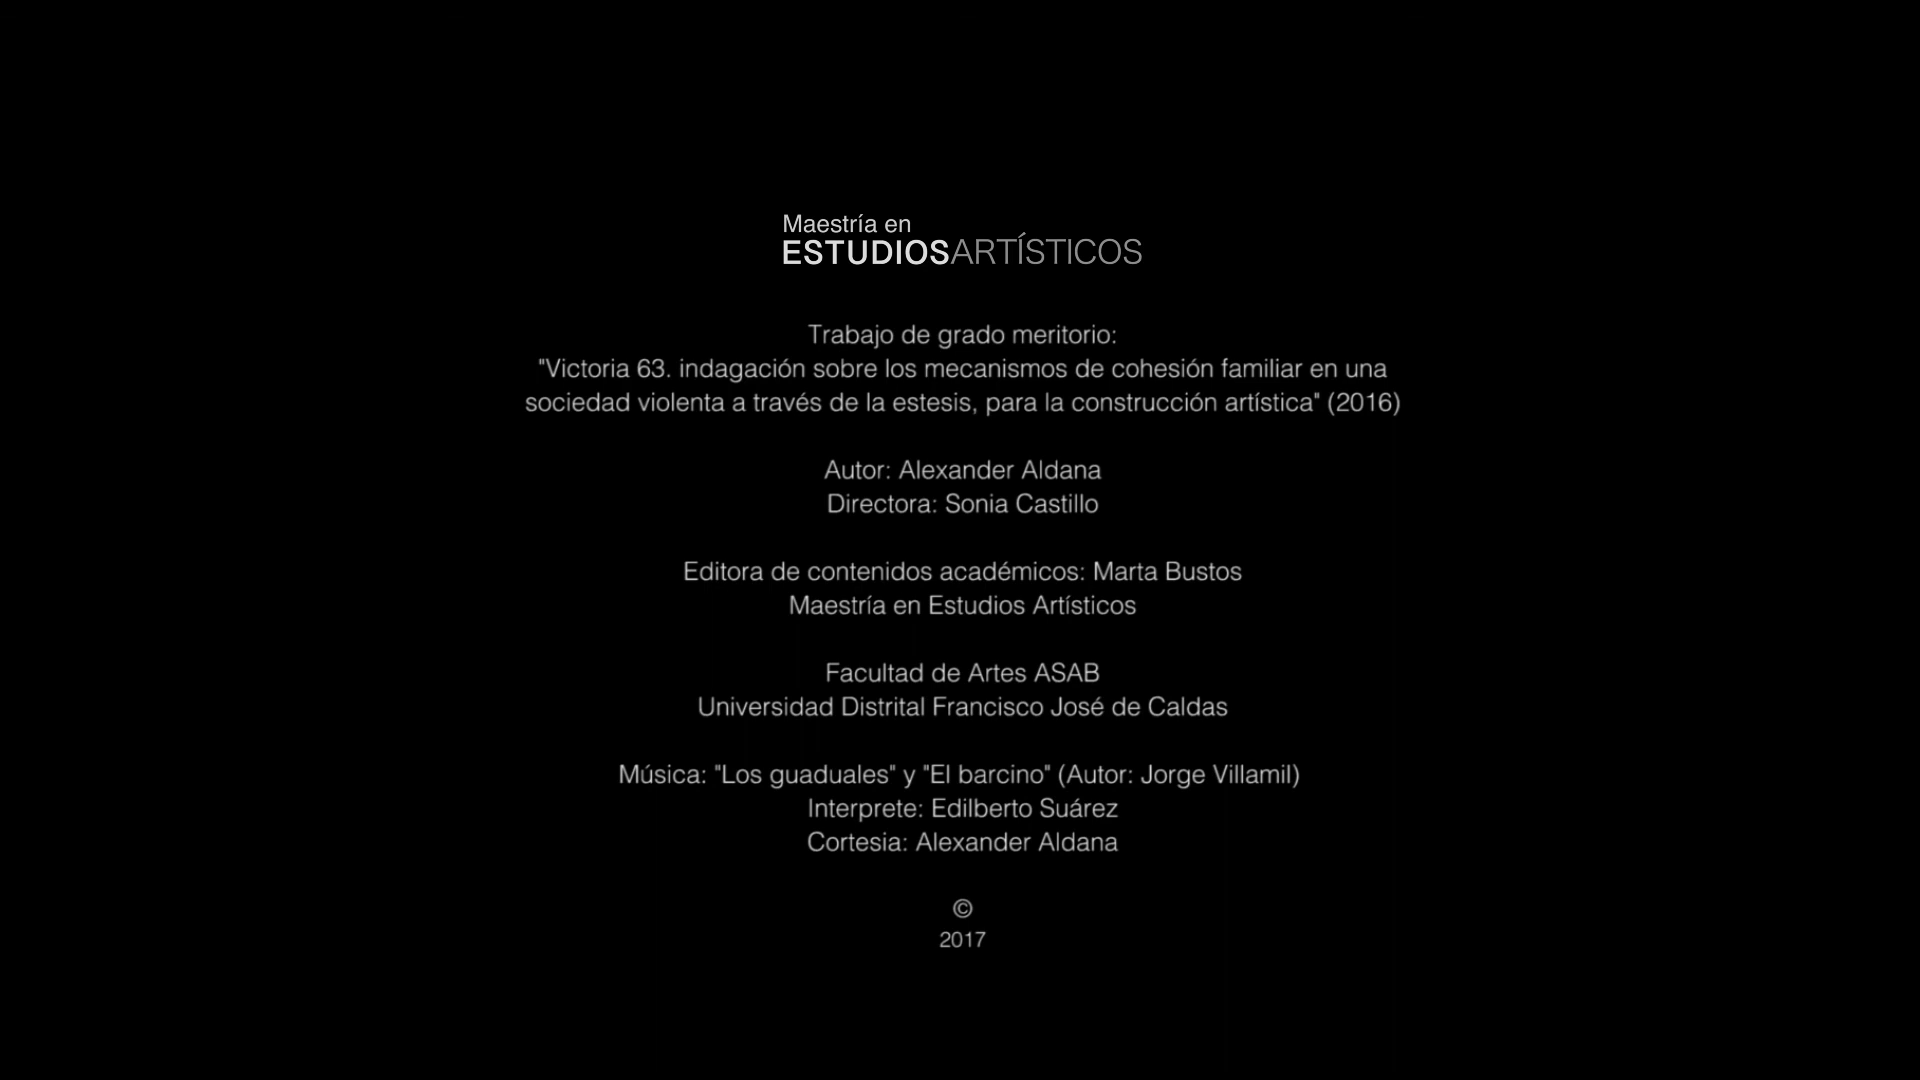 Maestría en
ESTUDIOSARTÍSTICOS
Trabajo de grado meritorio:
"Victoria 63. indagación sobre los mecanismos de cohesión familiar en una
sociedad violenta a través de la estesis, para la construcción artística" (2016)
Autor: Alexander Aldana
Directora: Sonia Castillo
Editora de contenidos académicos: Marta Bustos
Maestría en Estudios Artísticos
Facultad de Artes ASAB
Universidad Distrital Francisco José de Caldas
Música: "Los guaduales" y "El barcino" (Autor: Jorge Villamil)
Interprete: Edilberto Suárez
Cortesia: Alexander Aldana
©
2017